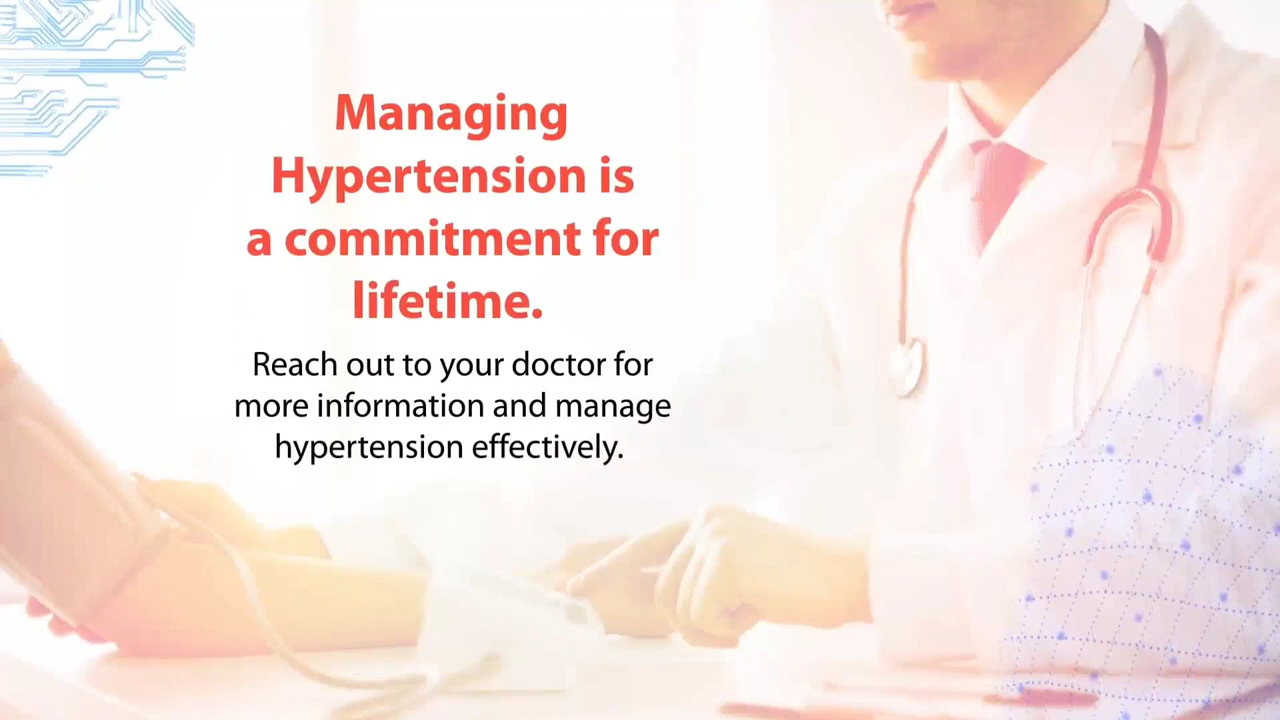 Managing
Hypertension is
a commitment for
lifetime.
Reach out to your doctor for
more information and manage
hypertension effectively.